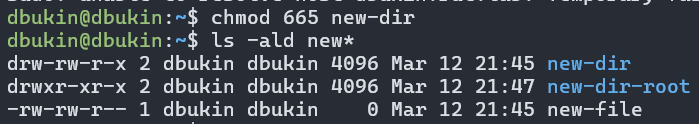 dbukin@dbukin:~$ chmod 665 new-dir
dbukin@dbukin:~$ ls -ald new*
drw-rw-r-x 2 dbukin dbukin 4096 Mar 12 21:45 new-dir
drwxr-xr-x 2 dbukin dbukin 4096 Mar 12 21:47 new-dir-root
-rw-rw-r-- 1 dbukin dbukin    0 Mar 12 21:45 new-file